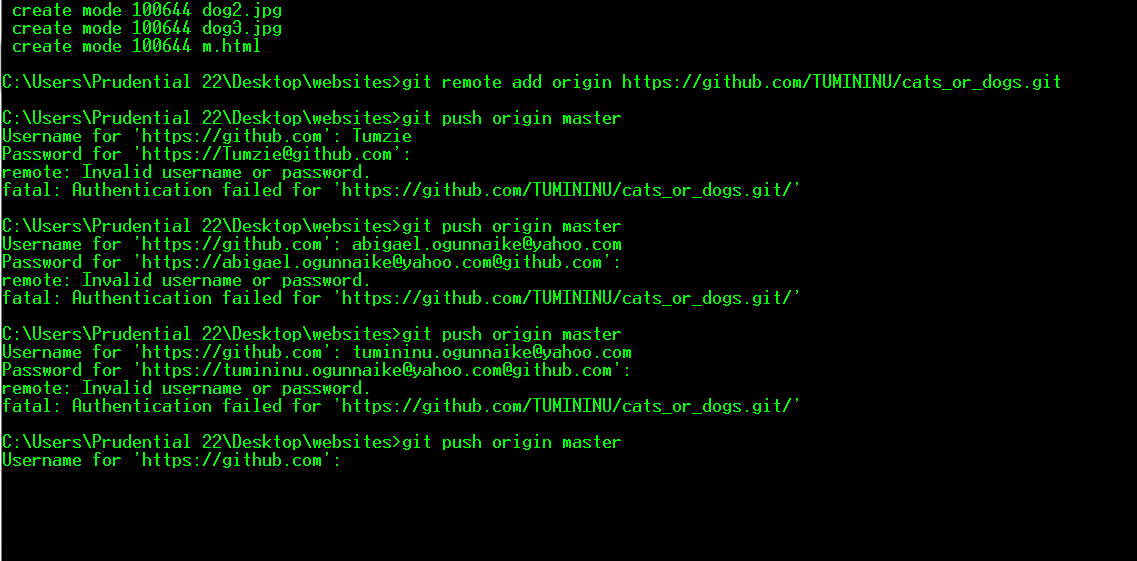 create mode 100644 dog2.jpg
create mode 100644 dog3.jpg
create mode 100644 m.html
C:\Users\Prudential 22\Desktop\websites>git remote add origin https://github.com/TUMININU/cats_or_dogs.git
C:\Users\Prudential 22\Desktop\websites>git push origin master
Username for 'https://github.com': Tumzie
Password for 'https://Tumzie@github.com':
remote: Invalid username or password.
fatal: Authentication failed for 'https://github.com/TUMININU/cats_or_dogs.git/'
C:\Users\Prudential 22\Desktop\websites>git push origin master
Username for 'https://github.com': abigael.ogunnaike@yahoo.com
Password for 'https://abigael.ogunnaike@yahoo.com@github.com':
remote: Invalid username or password.
fatal: Authentication failed for 'https://github.com/TUMININU/cats_or_dogs.git/'
C:\Users\Prudential 22\Desktop\websites>git push origin master
Username for 'https://github.com': tumininu.ogunnaike@yahoo.com
Password for 'https://tumininu.ogunnaike@yahoo.com@github.com':
remote: Invalid username or password.
fatal: Authentication failed for 'https://github.com/TUMININU/cats_or_dogs.git/'
C:\Users\Prudential 22\Desktop\websites>git push origin master
Username for 'https://github.com':